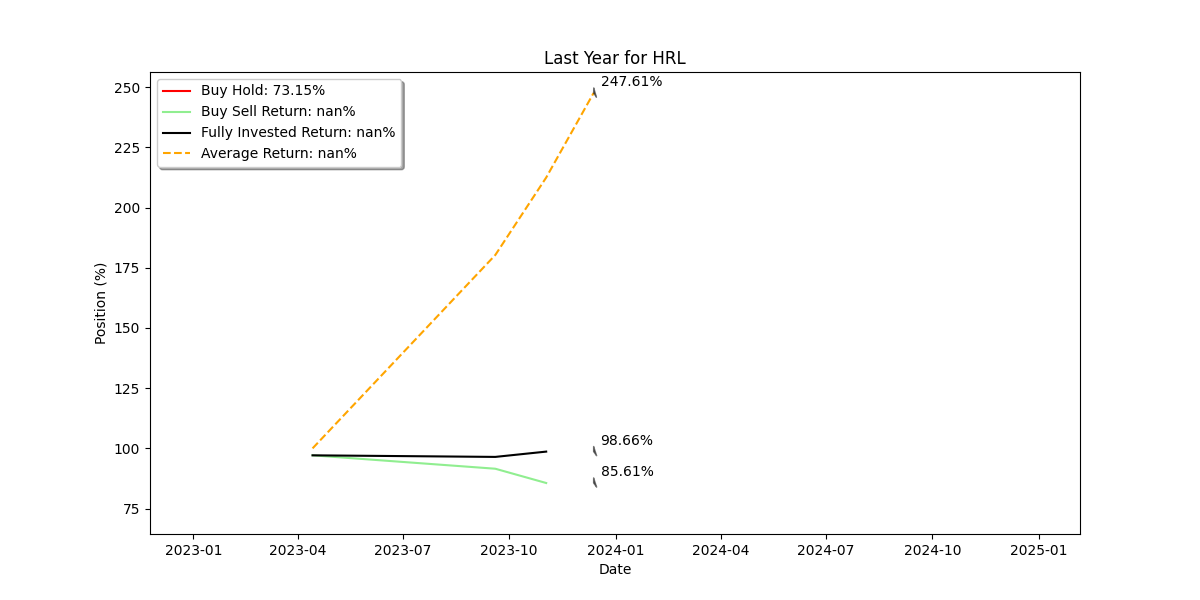 Last Year for HRL
Buy Hold: 73.15%
Buy Sell Return: nan%
Fully Invested Return: nan%
Average Return: nan%
247.61%
98.66%
85.61%
250
225
200
175
150
125
100
75
Position (%)
2023-01
2023-04
2023-07
2023-10
2024-01
2024-04
2024-07
2024-10
2025-01
Date